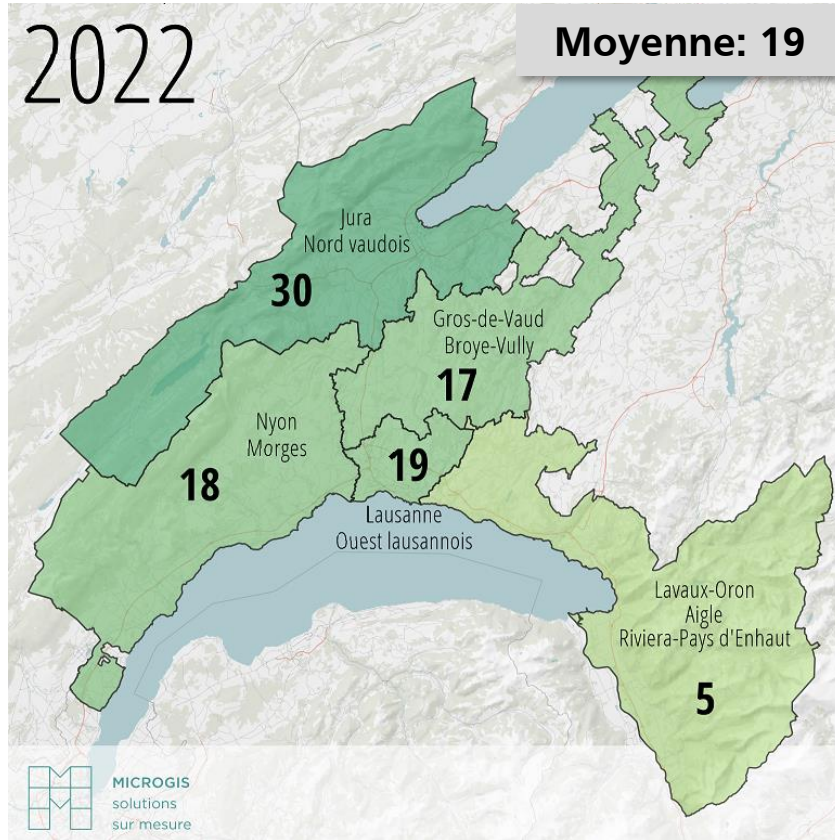 2022
Moyenne: 19
Jura
Nord vaudois
30
Gros-de-Vaud
Broye-Vully
17
Nyon
Morges
18
19
Lausanne
Ouest lausannois
Lavaux-Oron
Aigle
Riviera-Pays d'Enhaut
5
MICROGIS
solutions
sur mesure